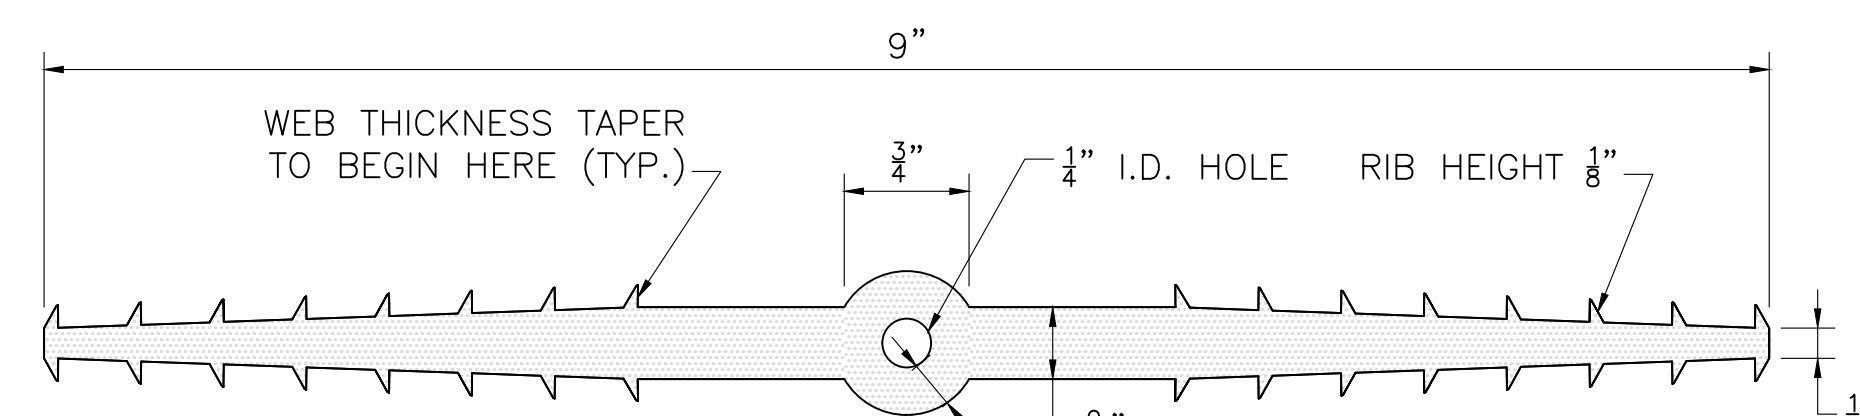 9"
WEB THICKNESS TAPER
TO BEGIN HERE (TYP.)
3/4"
1/4" I.D. HOLE
RIB HEIGHT 1/8"